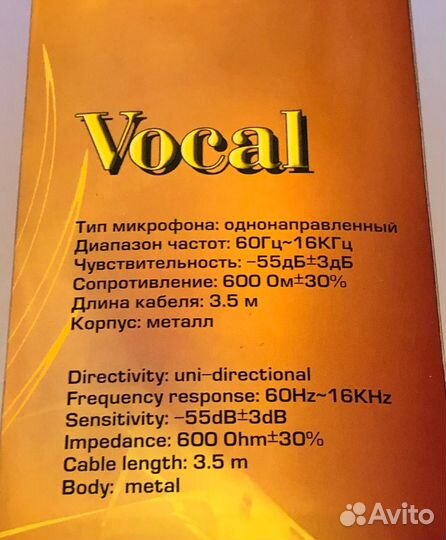 Vocal
Тип микрофона: однонаправленный
Диапазон частот: 60Гц~16КГц
Чувствительность: -55дБ±3дБ
Сопротивление: 600 Ом±30%
Длина кабеля: 3.5 м
Корпус: металл
Directivity: uni-directional
Frequency response: 60Hz~16KHz
Sensitivity: -55dB±3dB
Impedance: 600 Ohm±30%
Cable length: 3.5 m
Body: metal
Avito